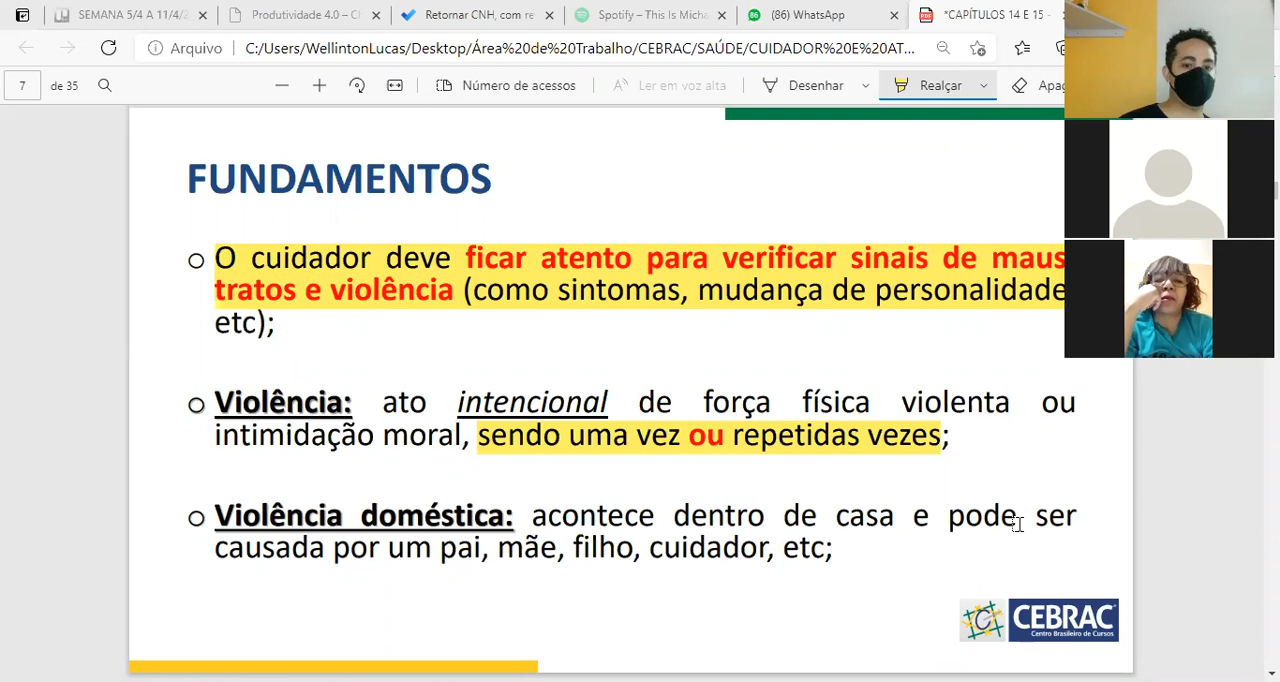 SEMANA 5/4 A 11/4/2
Produtividade 4.0 – C
Retornar CNH, com re
Spotify – This Is Mich
(86) WhatsApp
*CAPÍTULOS 14 E 15 -
Arquivo
C:/Users/WellintonLucas/Desktop/Área%20de%20Trabalho/CEBRAC/SAÚDE/CUIDADOR%20E%20AT...
7
de 35
Número de acessos
Ler em voz alta
Desenhar
Realçar
Apag
FUNDAMENTOS
O cuidador deve ficar atento para verificar sinais de maus
tratos e violência (como sintomas, mudança de personalidade
etc);
Violência: ato intencional de força física violenta ou
intimidação moral, sendo uma vez ou repetidas vezes;
Violência doméstica: acontece dentro de casa e pode ser
causada por um pai, mãe, filho, cuidador, etc;
CEBRAC
Centro Brasileiro de Cursos